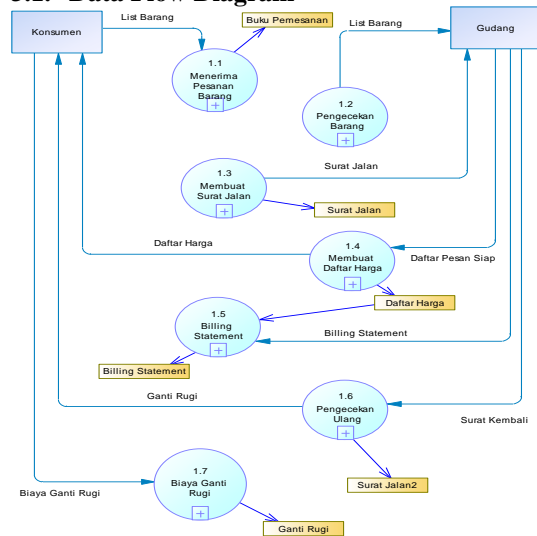 3.1. Data Flow Diagram
List Barang
Buku Pemesanan
List Barang
Konsumen
Gudang
1.1
Menerima
Pesanan
Barang
1.2
Pengecekan
Barang
Surat Jalan
1.3
Membuat
Surat Jalan
Surat Jalan
Daftar Harga
1.4
Membuat
Daftar Harga
Daftar Pesan Siap
Daftar Harga
1.5
Billing
Statement
Billing Statement
Billing Statement
Ganti Rugi
1.6
Pengecekan
Ulang
Surat Kembali
1.7
Biaya Ganti
Rugi
Biaya Ganti Rugi
Surat Jalan2
Ganti Rugi